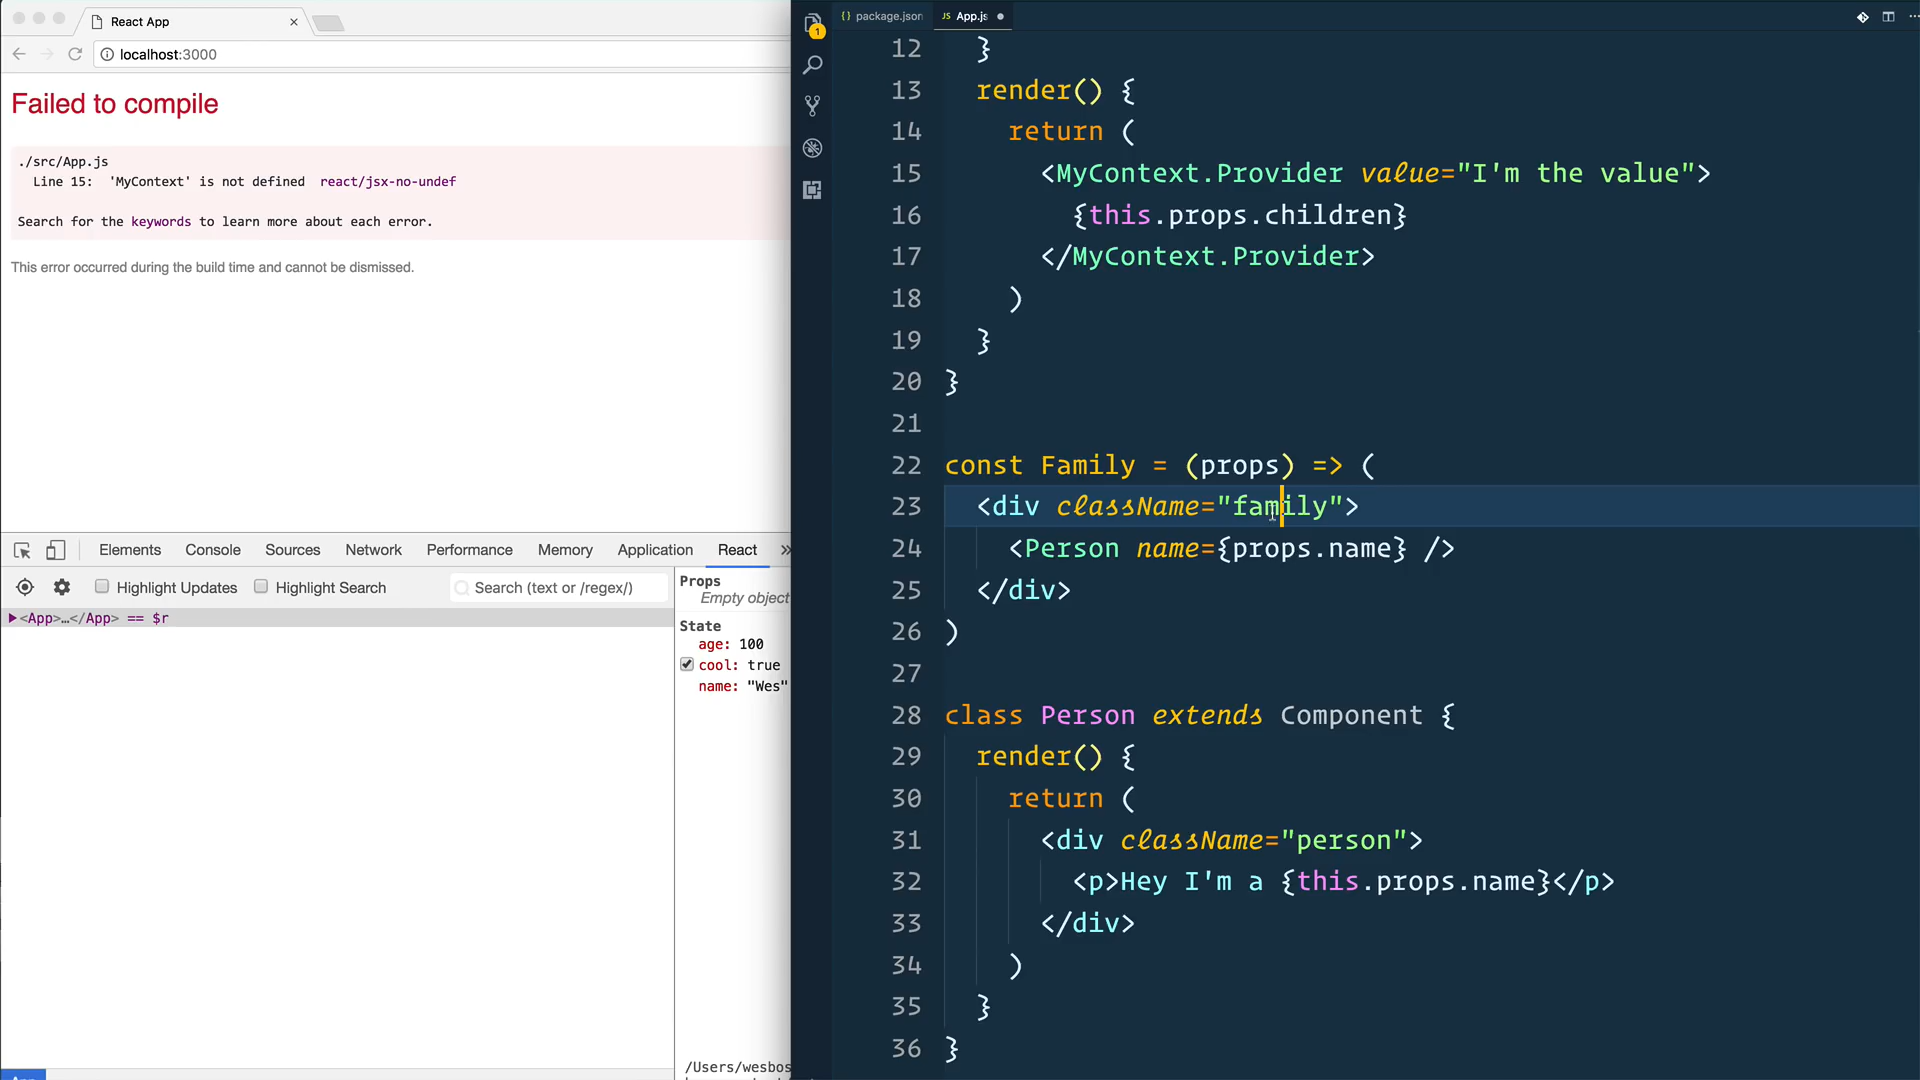 React App
localhost:3000
Failed to compile
./src/App.js
Line 15: 'MyContext' is not defined react/jsx-no-undef
Search for the keywords to learn more about each error.
This error occurred during the build time and cannot be dismissed.
Elements Console Sources Network Performance Memory Application React »
Highlight Updates Highlight Search Search (text or /regex/)
<App>…</App> == $r
Props
Empty object
State
age: 100
cool: true
name: "Wes"
/Users/wesbos
1
{} package.json JS App.js
12 }
13 render() {
14 return (
15 <MyContext.Provider value="I'm the value">
16 {this.props.children}
17 </MyContext.Provider>
18 )
19 }
20 }
21
22 const Family = (props) => (
23 <div className="family">
24 <Person name={props.name} />
25 </div>
26 )
27
28 class Person extends Component {
29 render() {
30 return (
31 <div className="person">
32 <p>Hey I'm a {this.props.name}</p>
33 </div>
34 )
35 }
36 }